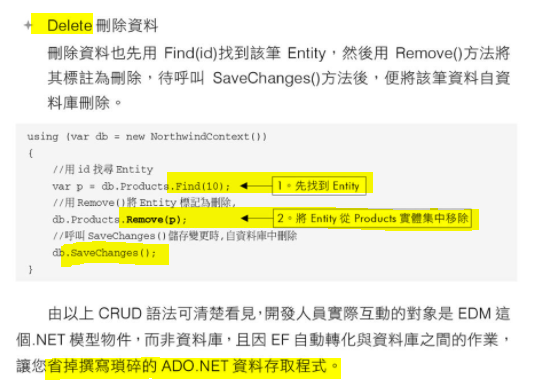 ✦ Delete 刪除資料
刪除資料也先用 Find(id)找到該筆 Entity，然後用 Remove()方法將
其標註為刪除，待呼叫 SaveChanges()方法後，便將該筆資料自資
料庫刪除。
using (var db = new NorthwindContext())
{
//用 id 找尋 Entity
var p = db.Products.Find(10); 1。先找到 Entity
//用 Remove()將 Entity 標記為刪除,
db.Products.Remove(p); 2。將 Entity 從 Products 實體集中移除
//呼叫 SaveChanges()儲存變更時,自資料庫中刪除
db.SaveChanges();
}
由以上 CRUD 語法可清楚看見，開發人員實際互動的對象是 EDM 這
個.NET 模型物件，而非資料庫，且因 EF 自動轉化與資料庫之間的作業，
讓您省掉撰寫瑣碎的 ADO.NET 資料存取程式。